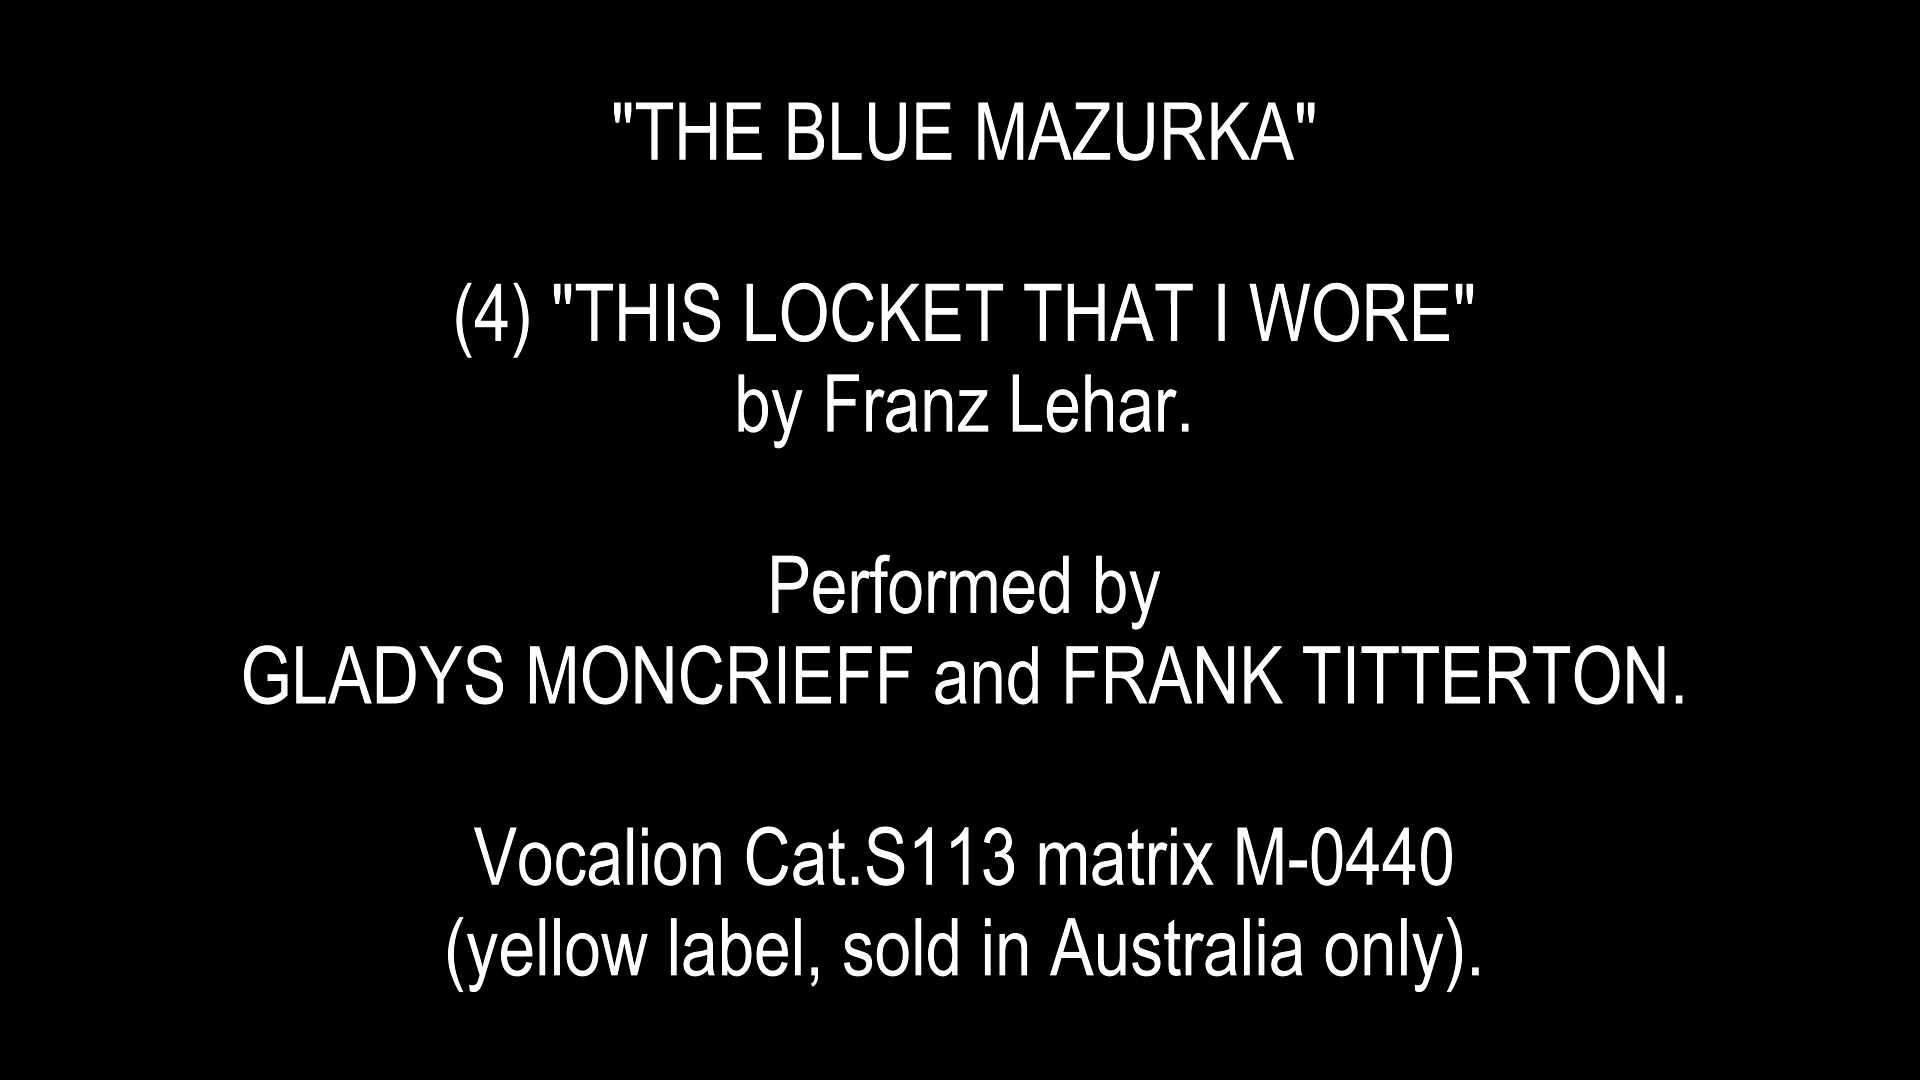 "THE BLUE MAZURKA"
(4) "THIS LOCKET THAT I WORE"
by Franz Lehar.
Performed by
GLADYS MONCRIEFF and FRANK TITTERTON.
Vocalion Cat.S113 matrix M-0440
(yellow label, sold in Australia only).